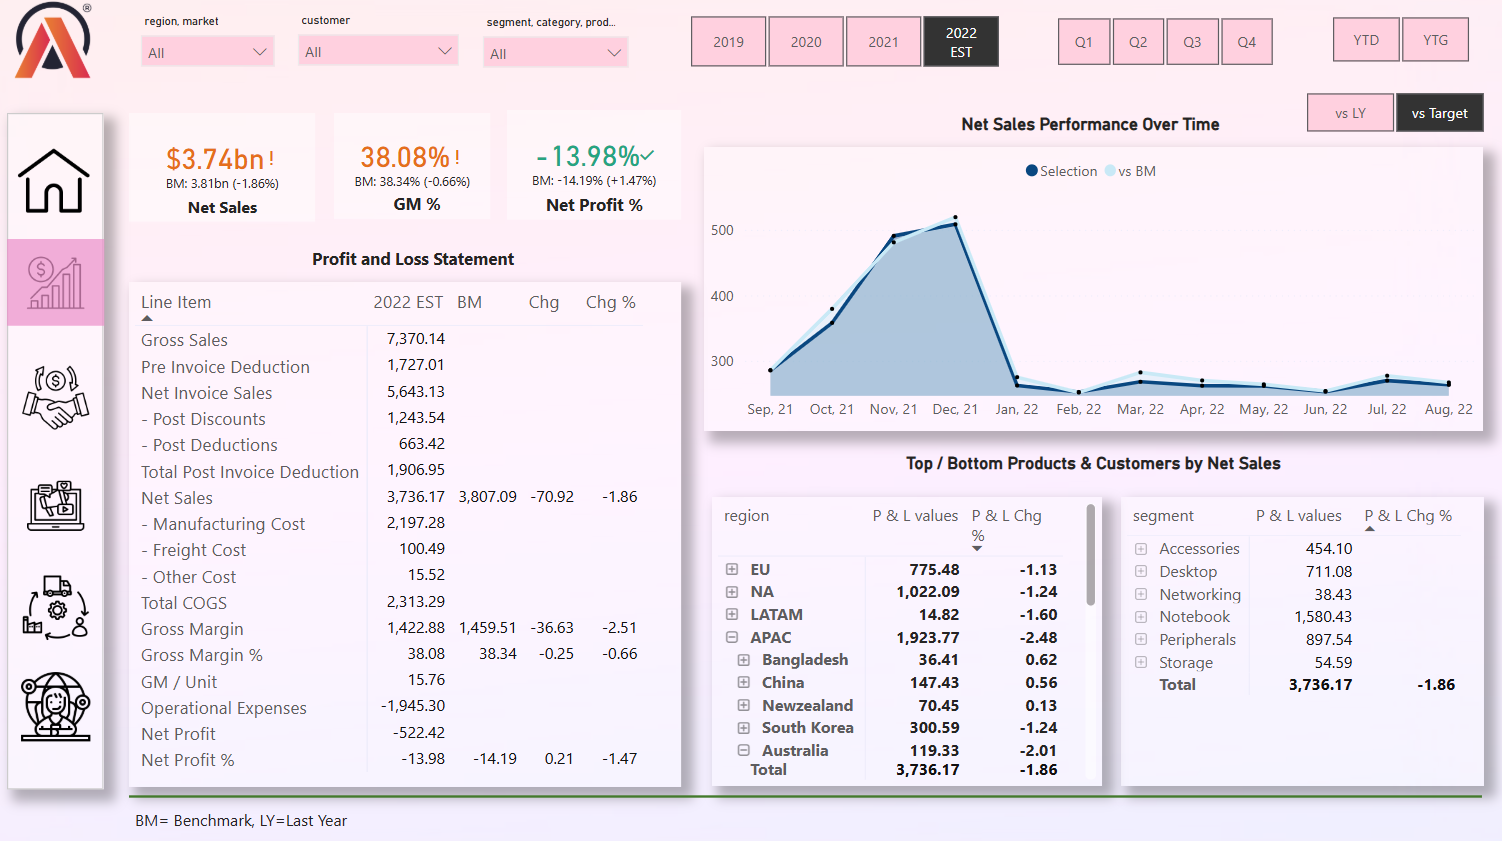 ®
region, market
customer
segment, category, prod...
All
All
All
2019
2020
2021
2022
EST
Q1
Q2
Q3
Q4
YTD
YTG
vs LY
vs Target
$3.74bn !
BM: 3.81bn (-1.86%)
Net Sales
38.08% !
BM: 38.34% (-0.66%)
GM %
-13.98%✓
BM: -14.19% (+1.47%)
Net Profit %
Net Sales Performance Over Time
Selection vs BM
500
400
300
Sep, 21 Oct, 21 Nov, 21 Dec, 21 Jan, 22 Feb, 22 Mar, 22 Apr, 22 May, 22 Jun, 22 Jul, 22 Aug, 22
Profit and Loss Statement
Line Item 2022 EST BM Chg Chg %
Gross Sales 7,370.14
Pre Invoice Deduction 1,727.01
Net Invoice Sales 5,643.13
- Post Discounts 1,243.54
- Post Deductions 663.42
Total Post Invoice Deduction 1,906.95
Net Sales 3,736.17 3,807.09 -70.92 -1.86
- Manufacturing Cost 2,197.28
- Freight Cost 100.49
- Other Cost 15.52
Total COGS 2,313.29
Gross Margin 1,422.88 1,459.51 -36.63 -2.51
Gross Margin % 38.08 38.34 -0.25 -0.66
GM / Unit 15.76
Operational Expenses -1,945.30
Net Profit -522.42
Net Profit % -13.98 -14.19 0.21 -1.47
Top / Bottom Products & Customers by Net Sales
region P & L values P & L Chg
%
EU 775.48 -1.13
NA 1,022.09 -1.24
LATAM 14.82 -1.60
APAC 1,923.77 -2.48
Bangladesh 36.41 0.62
China 147.43 0.56
Newzealand 70.45 0.13
South Korea 300.59 -1.24
Australia 119.33 -2.01
Total 3,736.17 -1.86
segment P & L values P & L Chg %
Accessories 454.10
Desktop 711.08
Networking 38.43
Notebook 1,580.43
Peripherals 897.54
Storage 54.59
Total 3,736.17 -1.86
BM= Benchmark, LY=Last Year